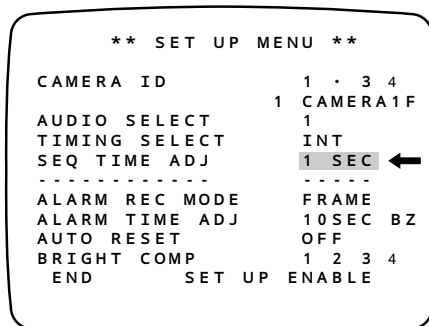 ** SET UP MENU **
CAMERA ID 1 · 3 4
1 CAMERA1F
AUDIO SELECT 1
TIMING SELECT INT
SEQ TIME ADJ 1 SEC
- - - - - - - - - - - - - - - - -
ALARM REC MODE FRAME
ALARM TIME ADJ 10SEC BZ
AUTO RESET OFF
BRIGHT COMP 1 2 3 4
END SET UP ENABLE